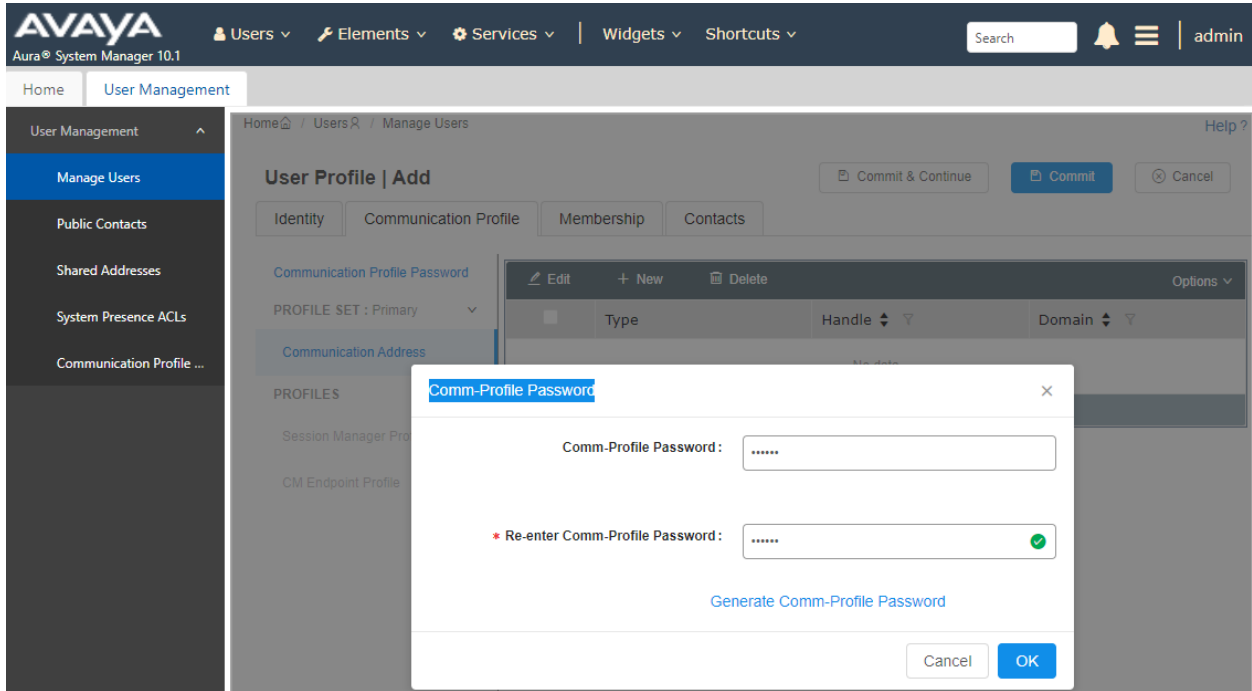 AVAYA
Aura® System Manager 10.1
Users
Elements
Services
Widgets
Shortcuts
Search
admin
Home
User Management
User Management
Manage Users
Public Contacts
Shared Addresses
System Presence ACLs
Communication Profile ...
Home / Users / Manage Users
Help ?
User Profile | Add
Commit & Continue
Commit
Cancel
Identity
Communication Profile
Membership
Contacts
Communication Profile Password
PROFILE SET : Primary
Communication Address
PROFILES
Session Manager Pro
CM Endpoint Profile
Edit
New
Delete
Options
Type
Handle
Domain
No data
Comm-Profile Password
Comm-Profile Password :
••••••
* Re-enter Comm-Profile Password :
••••••
Generate Comm-Profile Password
Cancel
OK